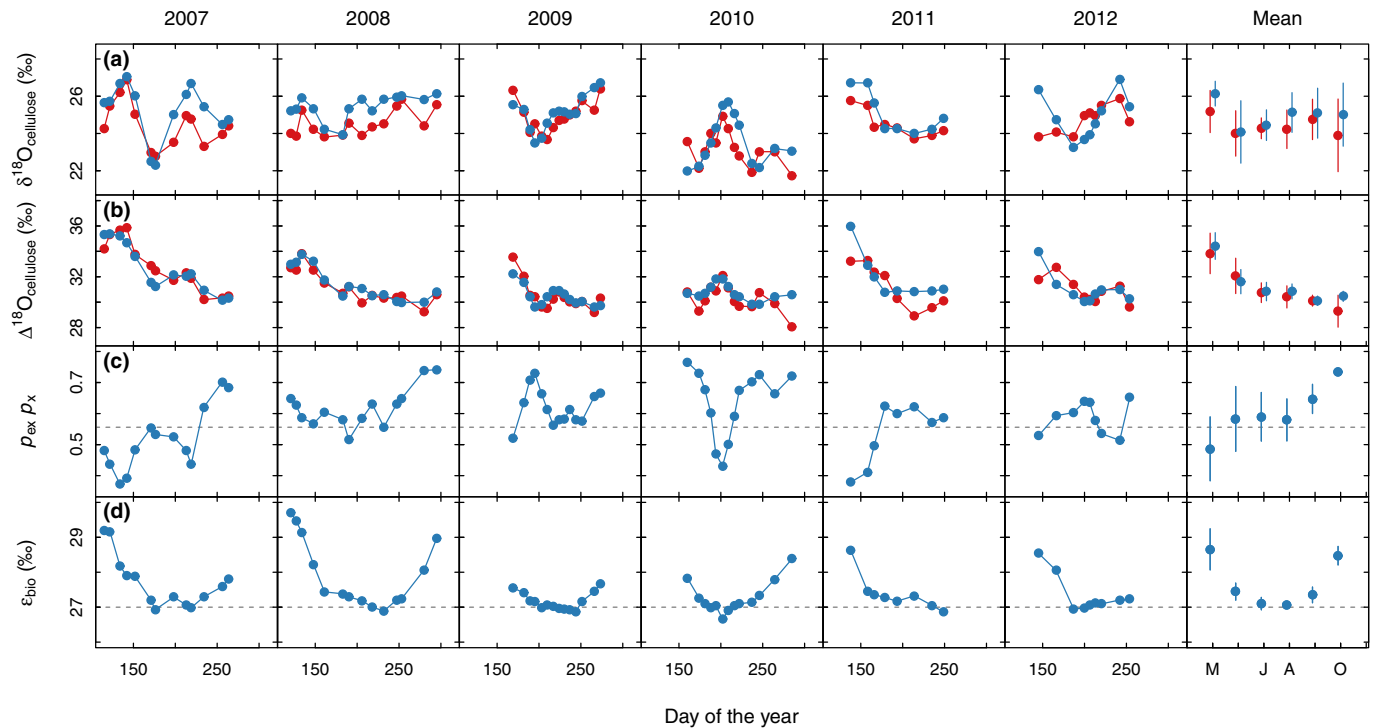 2007 2008 2009 2010 2011 2012 Mean
(a)
δ¹⁸Ocellulose (‰)
26
22
(b)
Δ¹⁸Ocellulose (‰)
36
32
28
(c)
pex px
0.7
0.5
(d)
εbio (‰)
29
27
150 250 150 250 150 250 150 250 150 250 150 250 M J A O
Day of the year